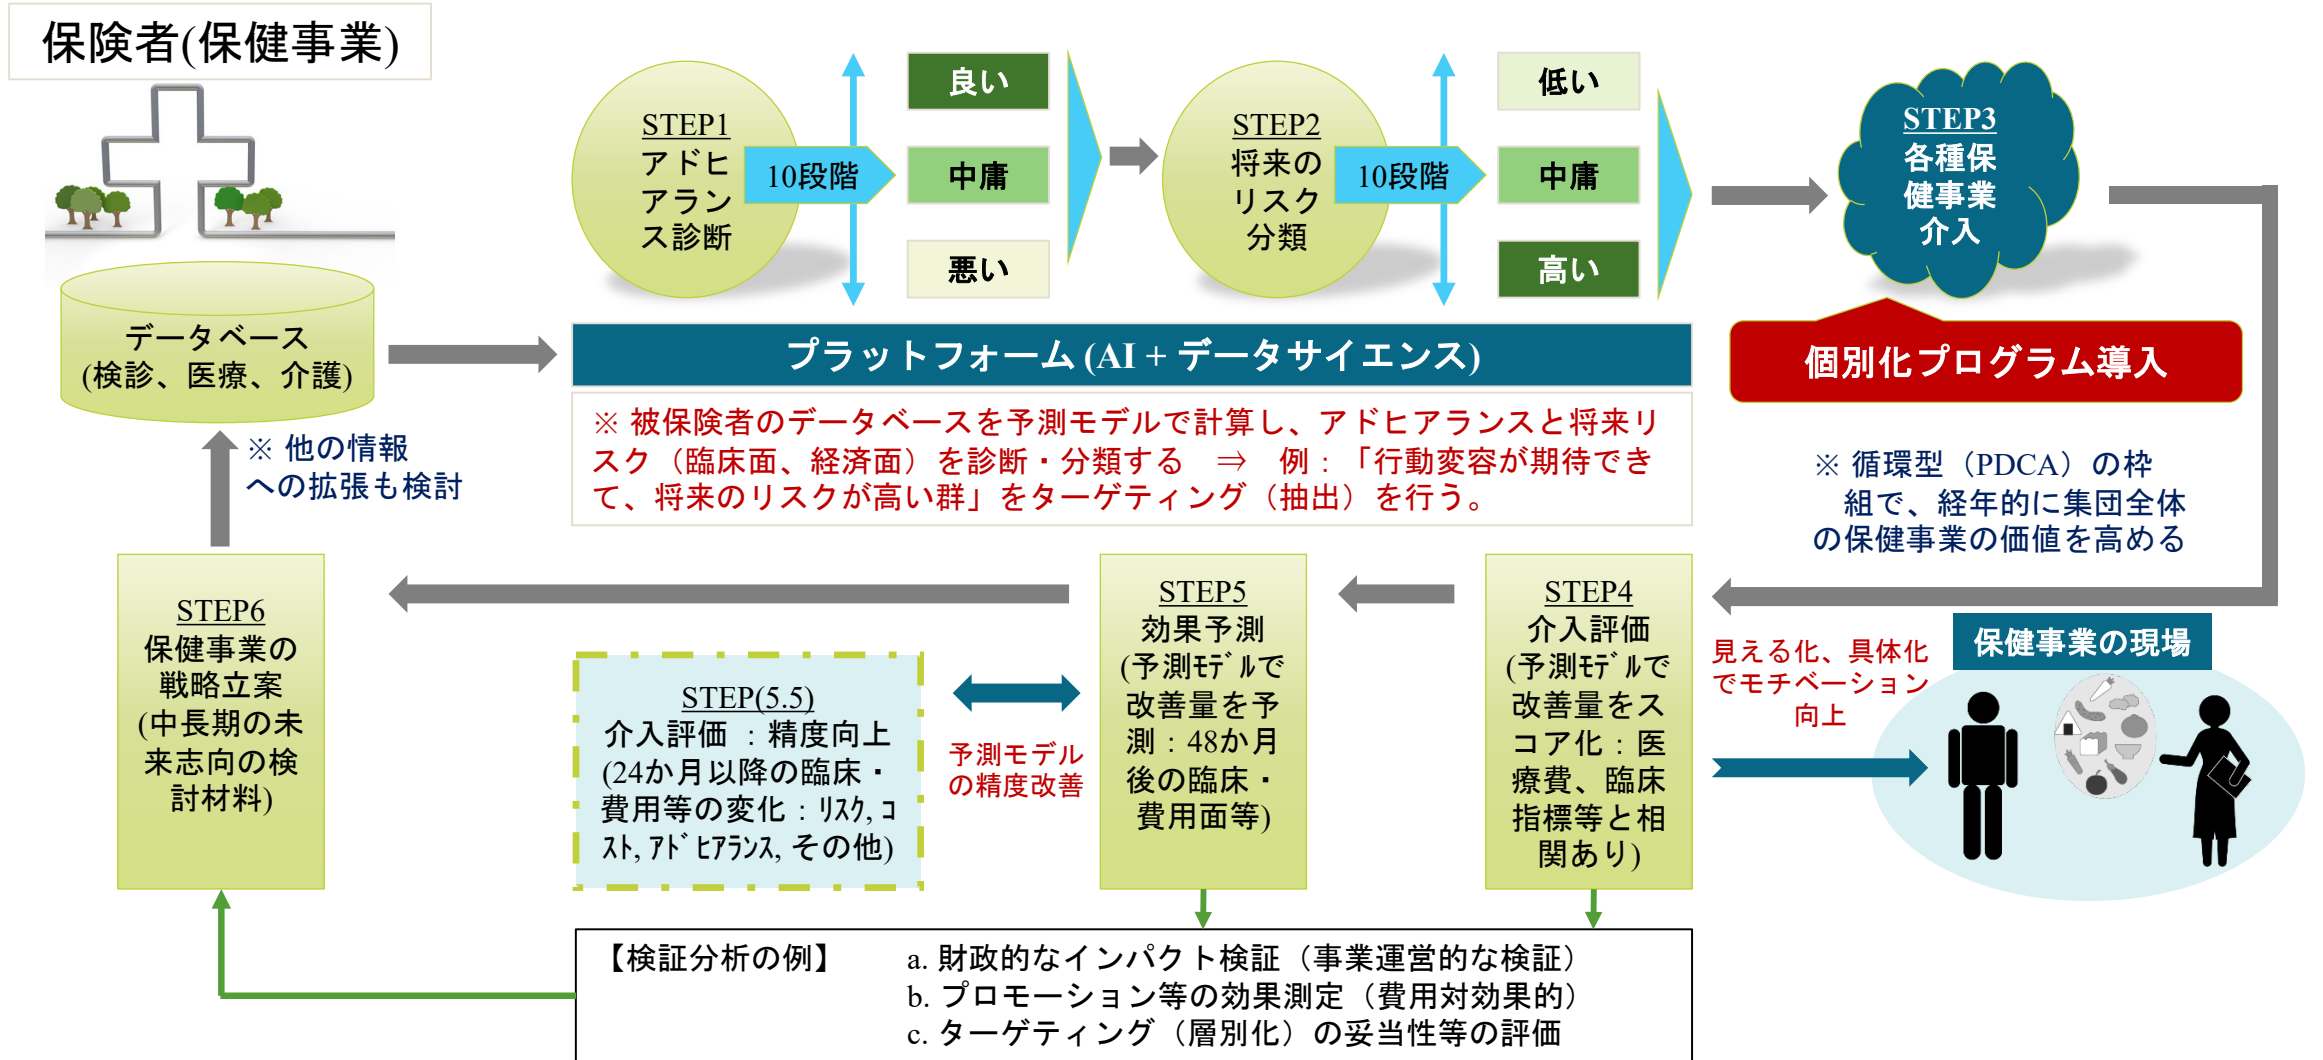 保険者(保健事業)
データベース
(検診、医療、介護)
STEP1
アドヒ
アラン
ス診断
10段階
良い
中庸
悪い
STEP2
将来の
リスク
分類
10段階
低い
中庸
高い
STEP3
各種保
健事業
介入
プラットフォーム (AI + データサイエンス)
個別化プログラム導入
※ 被保険者のデータベースを予測モデルで計算し、アドヒアランスと将来リ
スク（臨床面、経済面）を診断・分類する　⇒　例：「行動変容が期待でき
て、将来のリスクが高い群」をターゲティング（抽出）を行う。
※ 他の情報
への拡張も検討
※ 循環型（PDCA）の枠
組で、経年的に集団全体
の保健事業の価値を高める
STEP6
保健事業の
戦略立案
(中長期の未
来志向の検
討材料)
STEP(5.5)
介入評価 ：精度向上
(24か月以降の臨床・
費用等の変化：ﾘｽｸ, ｺ
ｽﾄ, ｱﾄﾞﾋｱﾗﾝｽ, その他)
予測モデル
の精度改善
STEP5
効果予測
(予測ﾓﾃﾞﾙで
改善量を予
測：48か月
後の臨床・
費用面等)
STEP4
介入評価
(予測ﾓﾃﾞﾙで
改善量をス
コア化：医
療費、臨床
指標等と相
関あり)
見える化、具体化
でモチベーション
向上
保健事業の現場
【検証分析の例】　a. 財政的なインパクト検証（事業運営的な検証）
b. プロモーション等の効果測定（費用対効果的）
c. ターゲティング（層別化）の妥当性等の評価